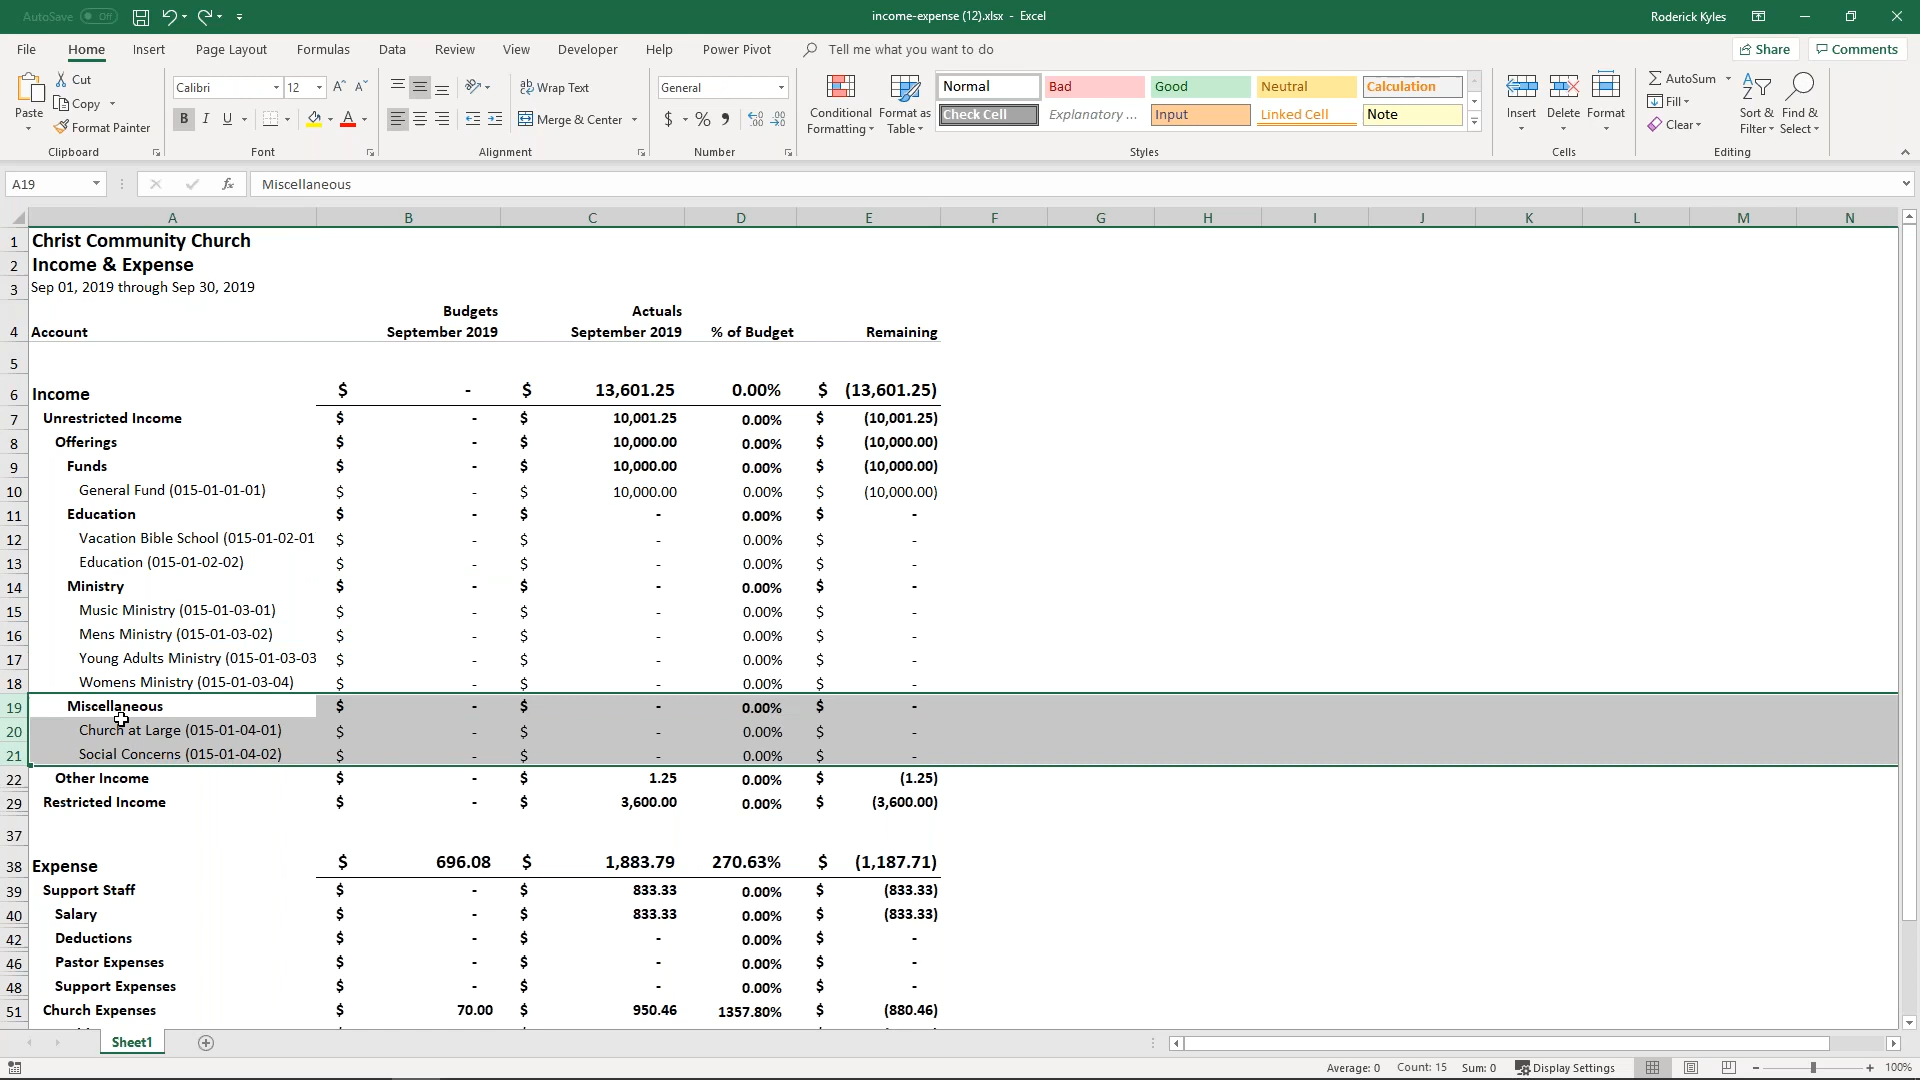 AutoSave Off income-expense (12).xlsx - Excel Roderick Kyles
File Home Insert Page Layout Formulas Data Review View Developer Help Power Pivot Tell me what you want to do Share Comments
Paste Cut Copy Format Painter Clipboard
Calibri 12 B I U A Font
Wrap Text Merge & Center Alignment
General $ % Number
Conditional Formatting Format as Table
Normal Bad Good Neutral Calculation
Check Cell Explanatory ... Input Linked Cell Note
Styles
Insert Delete Format Cells
AutoSum Fill Clear Sort & Filter Find & Select Editing
A19 fx Miscellaneous
A B C D E F G H I J K L M N
1 Christ Community Church
2 Income & Expense
3 Sep 01, 2019 through Sep 30, 2019
Budgets Actuals
4 Account September 2019 September 2019 % of Budget Remaining
5
6 Income $ - $ 13,601.25 0.00% $ (13,601.25)
7 Unrestricted Income $ - $ 10,001.25 0.00% $ (10,001.25)
8 Offerings $ - $ 10,000.00 0.00% $ (10,000.00)
9 Funds $ - $ 10,000.00 0.00% $ (10,000.00)
10 General Fund (015-01-01-01) $ - $ 10,000.00 0.00% $ (10,000.00)
11 Education $ - $ - 0.00% $ -
12 Vacation Bible School (015-01-02-01 $ - $ - 0.00% $ -
13 Education (015-01-02-02) $ - $ - 0.00% $ -
14 Ministry $ - $ - 0.00% $ -
15 Music Ministry (015-01-03-01) $ - $ - 0.00% $ -
16 Mens Ministry (015-01-03-02) $ - $ - 0.00% $ -
17 Young Adults Ministry (015-01-03-03 $ - $ - 0.00% $ -
18 Womens Ministry (015-01-03-04) $ - $ - 0.00% $ -
19 Miscellaneous $ - $ - 0.00% $ -
20 Church at Large (015-01-04-01) $ - $ - 0.00% $ -
21 Social Concerns (015-01-04-02) $ - $ - 0.00% $ -
22 Other Income $ - $ 1.25 0.00% $ (1.25)
29 Restricted Income $ - $ 3,600.00 0.00% $ (3,600.00)
37
38 Expense $ 696.08 $ 1,883.79 270.63% $ (1,187.71)
39 Support Staff $ - $ 833.33 0.00% $ (833.33)
40 Salary $ - $ 833.33 0.00% $ (833.33)
42 Deductions $ - $ - 0.00% $ -
46 Pastor Expenses $ - $ - 0.00% $ -
48 Support Expenses $ - $ - 0.00% $ -
51 Church Expenses $ 70.00 $ 950.46 1357.80% $ (880.46)
Sheet1
Average: 0 Count: 15 Sum: 0 Display Settings 100%